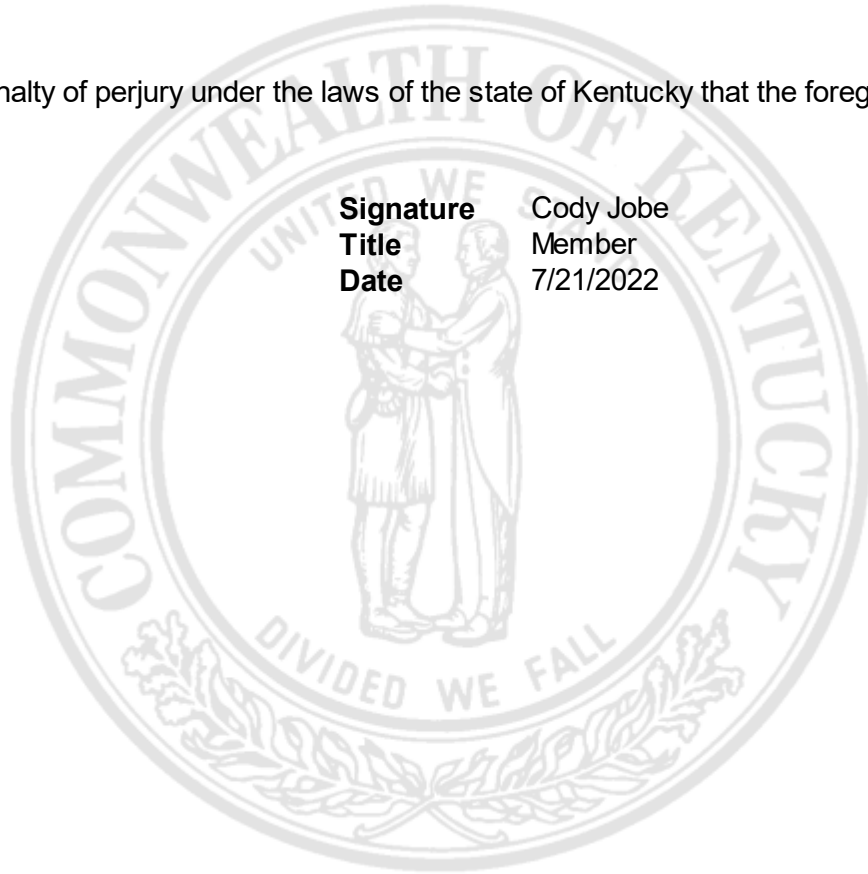 nalty of perjury under the laws of the state of Kentucky that the foreg
COMMONWEALTH OF KENTUCKY
UNITED WE STAND
Signature Cody Jobe
Title Member
Date 7/21/2022
DIVIDED WE FALL